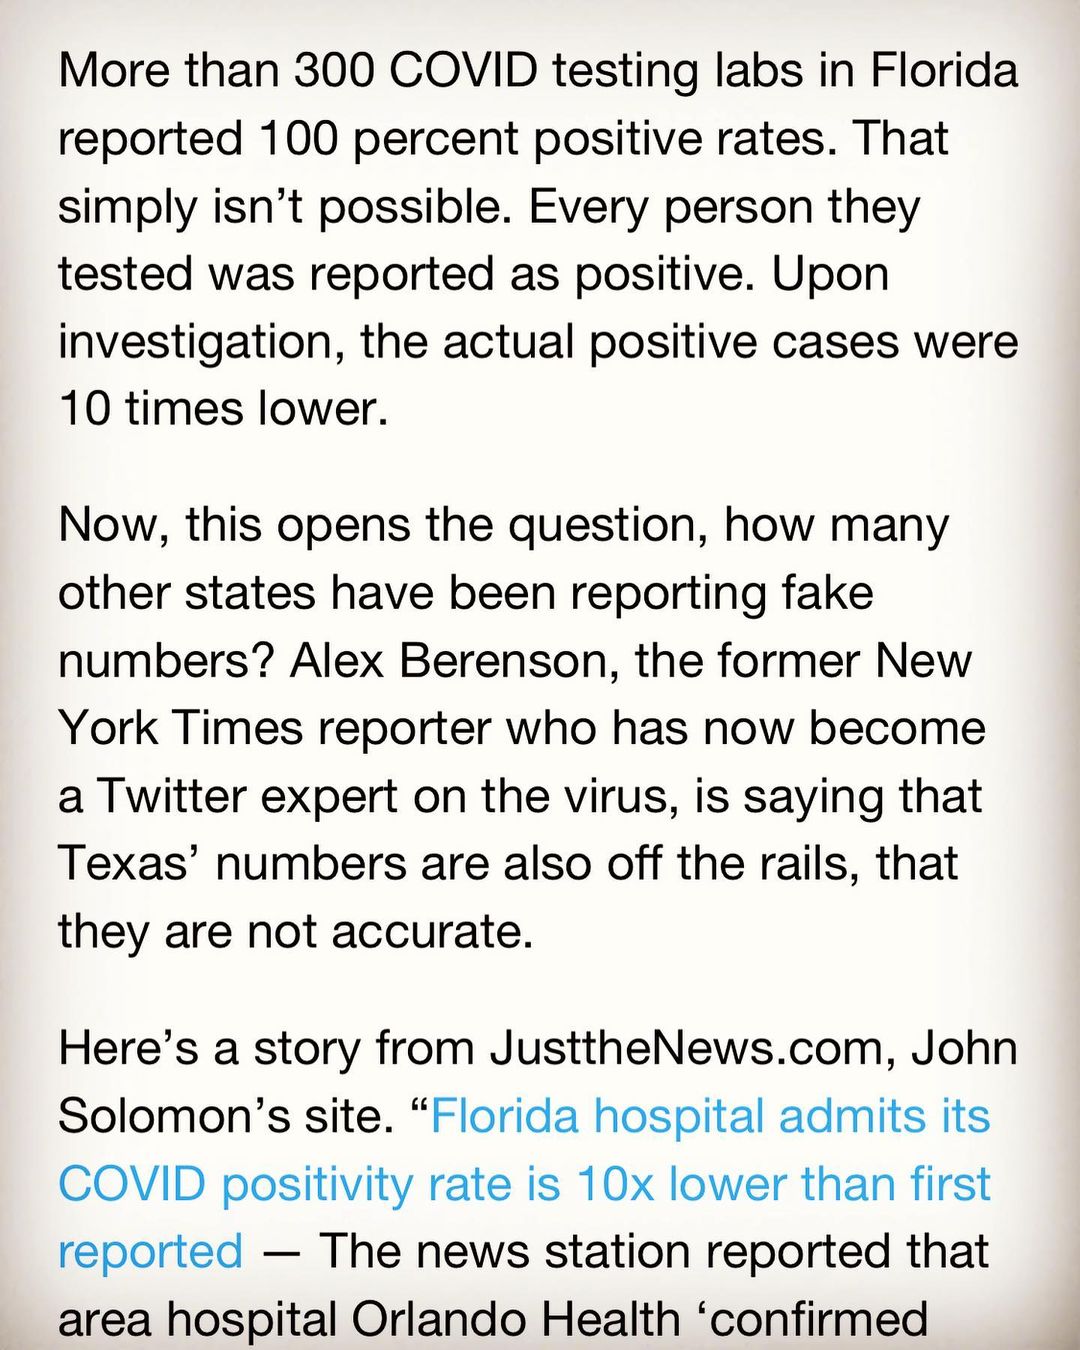 More than 300 COVID testing labs in Florida
reported 100 percent positive rates. That
simply isn’t possible. Every person they
tested was reported as positive. Upon
investigation, the actual positive cases were
10 times lower.
Now, this opens the question, how many
other states have been reporting fake
numbers? Alex Berenson, the former New
York Times reporter who has now become
a Twitter expert on the virus, is saying that
Texas’ numbers are also off the rails, that
they are not accurate.
Here’s a story from JusttheNews.com, John
Solomon’s site. “Florida hospital admits its
COVID positivity rate is 10x lower than first
reported — The news station reported that
area hospital Orlando Health ‘confirmed